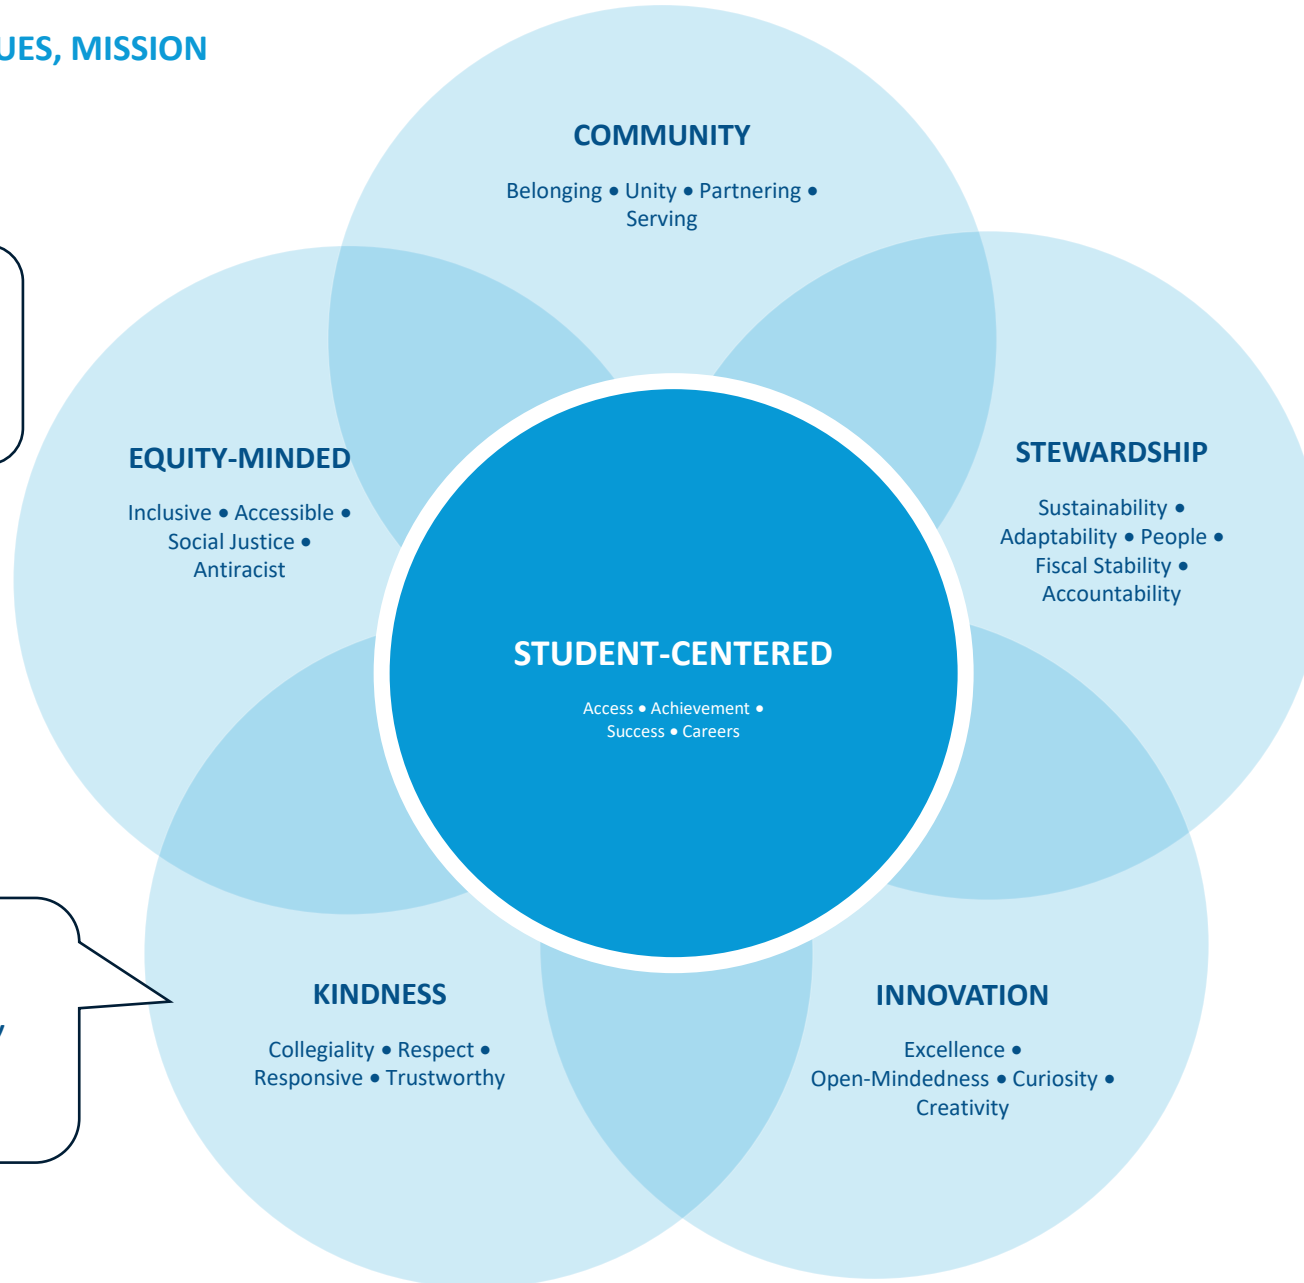 UES, MISSION
COMMUNITY
Belonging • Unity • Partnering •
Serving
EQUITY-MINDED
Inclusive • Accessible •
Social Justice •
Antiracist
STEWARDSHIP
Sustainability •
Adaptability • People •
Fiscal Stability •
Accountability
STUDENT-CENTERED
Access • Achievement •
Success • Careers
KINDNESS
Collegiality • Respect •
Responsive • Trustworthy
INNOVATION
Excellence •
Open-Mindedness • Curiosity •
Creativity